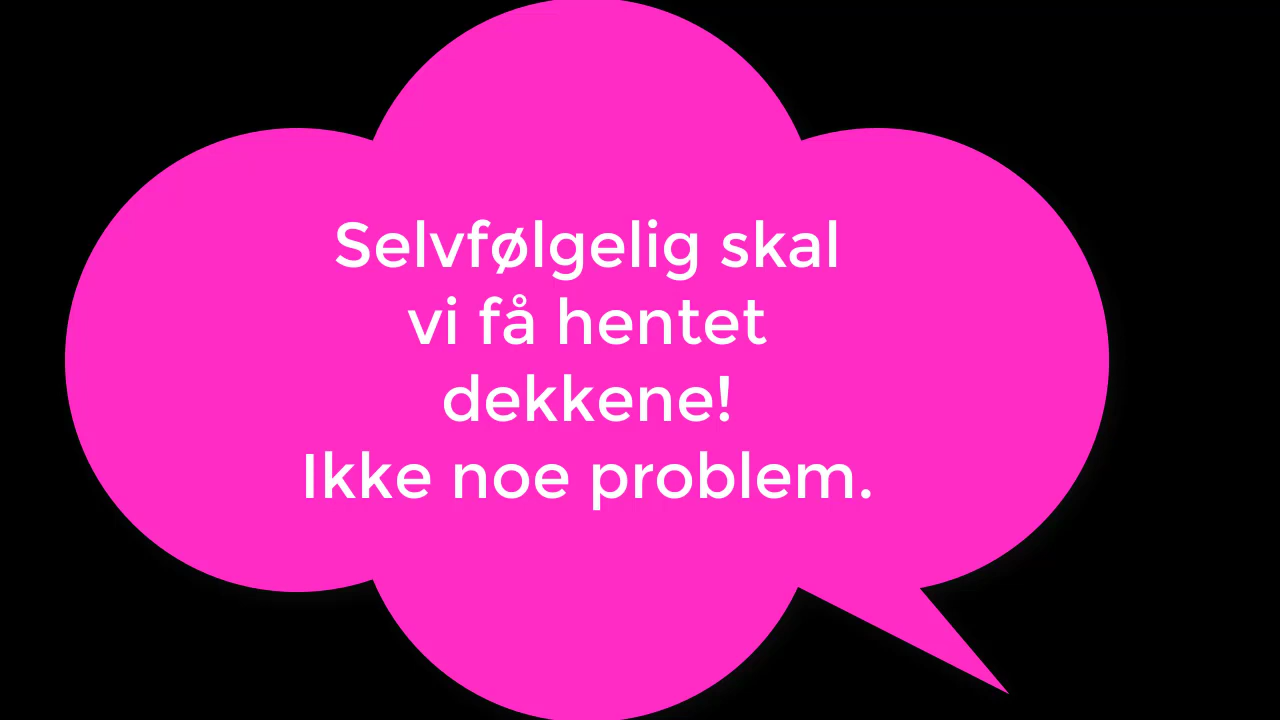 Selvfølgelig skal
vi få hentet
dekkene!
Ikke noe problem.